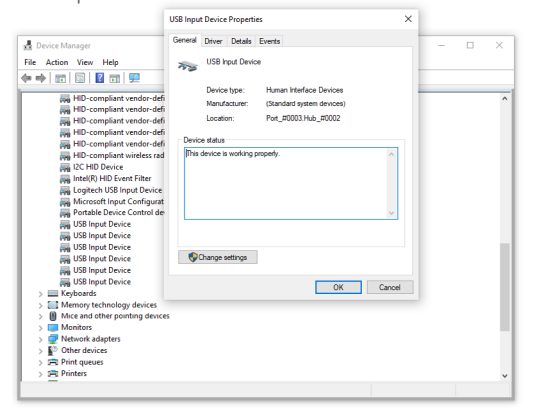 USB Input Device Properties
General Driver Details Events
USB Input Device
Device type: Human Interface Devices
Manufacturer: (Standard system devices)
Location: Port_#0003.Hub_#0002
Device status
This device is working properly.
Change settings
OK Cancel
Device Manager
File Action View Help
HID-compliant vendor-defi
HID-compliant vendor-defi
HID-compliant vendor-defi
HID-compliant vendor-defi
HID-compliant vendor-defi
HID-compliant wireless rad
I2C HID Device
Intel(R) HID Event Filter
Logitech USB Input Device
Microsoft Input Configurat
Portable Device Control de
USB Input Device
USB Input Device
USB Input Device
USB Input Device
USB Input Device
USB Input Device
Keyboards
Memory technology devices
Mice and other pointing devices
Monitors
Network adapters
Other devices
Print queues
Printers